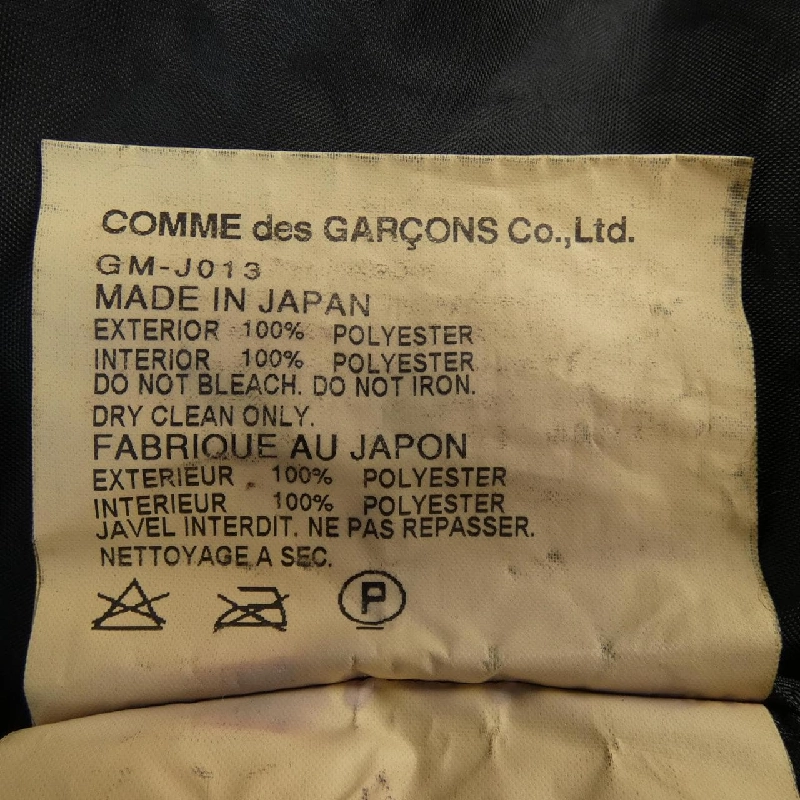 COMME des GARÇONS Co.,Ltd.
GM-J013
MADE IN JAPAN
EXTERIOR 100% POLYESTER
INTERIOR 100% POLYESTER
DO NOT BLEACH. DO NOT IRON.
DRY CLEAN ONLY.
FABRIQUE AU JAPON
EXTERIEUR 100% POLYESTER
INTERIEUR 100% POLYESTER
JAVEL INTERDIT. NE PAS REPASSER.
NETTOYAGE A SEC.
P